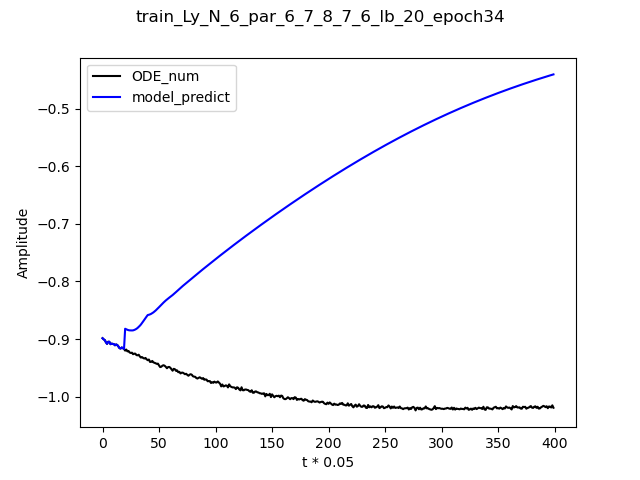 train_Ly_N_6_par_6_7_8_7_6_lb_20_epoch34
ODE_num
model_predict
Amplitude
−0.5
−0.6
−0.7
−0.8
−0.9
−1.0
0 50 100 150 200 250 300 350 400
t * 0.05